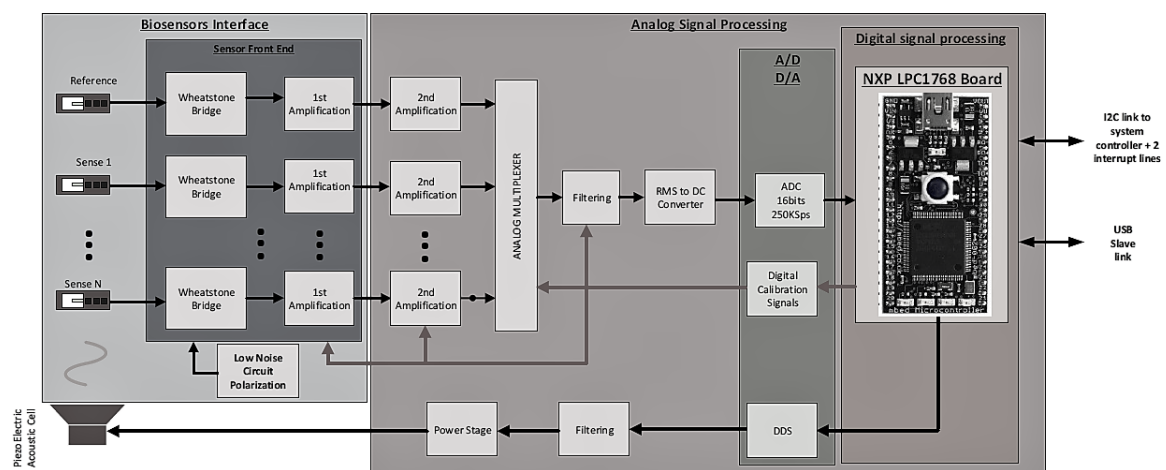 Biosensors Interface
Analog Signal Processing
Digital signal processing
Sensor Front End
A/D
D/A
NXP LPC1768 Board
Reference
Wheatstone
Bridge
1st
Amplification
2nd
Amplification
Sense 1
Wheatstone
Bridge
1st
Amplification
2nd
Amplification
Sense N
Wheatstone
Bridge
1st
Amplification
2nd
Amplification
ANALOG MULTIPLEXER
Filtering
RMS to DC
Converter
ADC
16bits
250KSps
Digital
Calibration
Signals
I2C link to
system
controller + 2
interrupt lines
USB
Slave
link
Low Noise
Circuit
Polarization
Piezo Electric
Acoustic Cell
Power Stage
Filtering
DDS